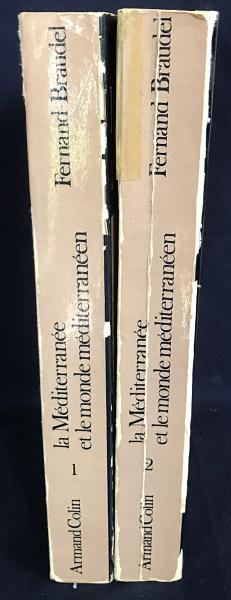 Fernand Braudel
la Méditerranée
et le monde méditerranéen
1
Armand Colin
Fernand Braudel
la Méditerranée
et le monde méditerranéen
2
Armand Colin